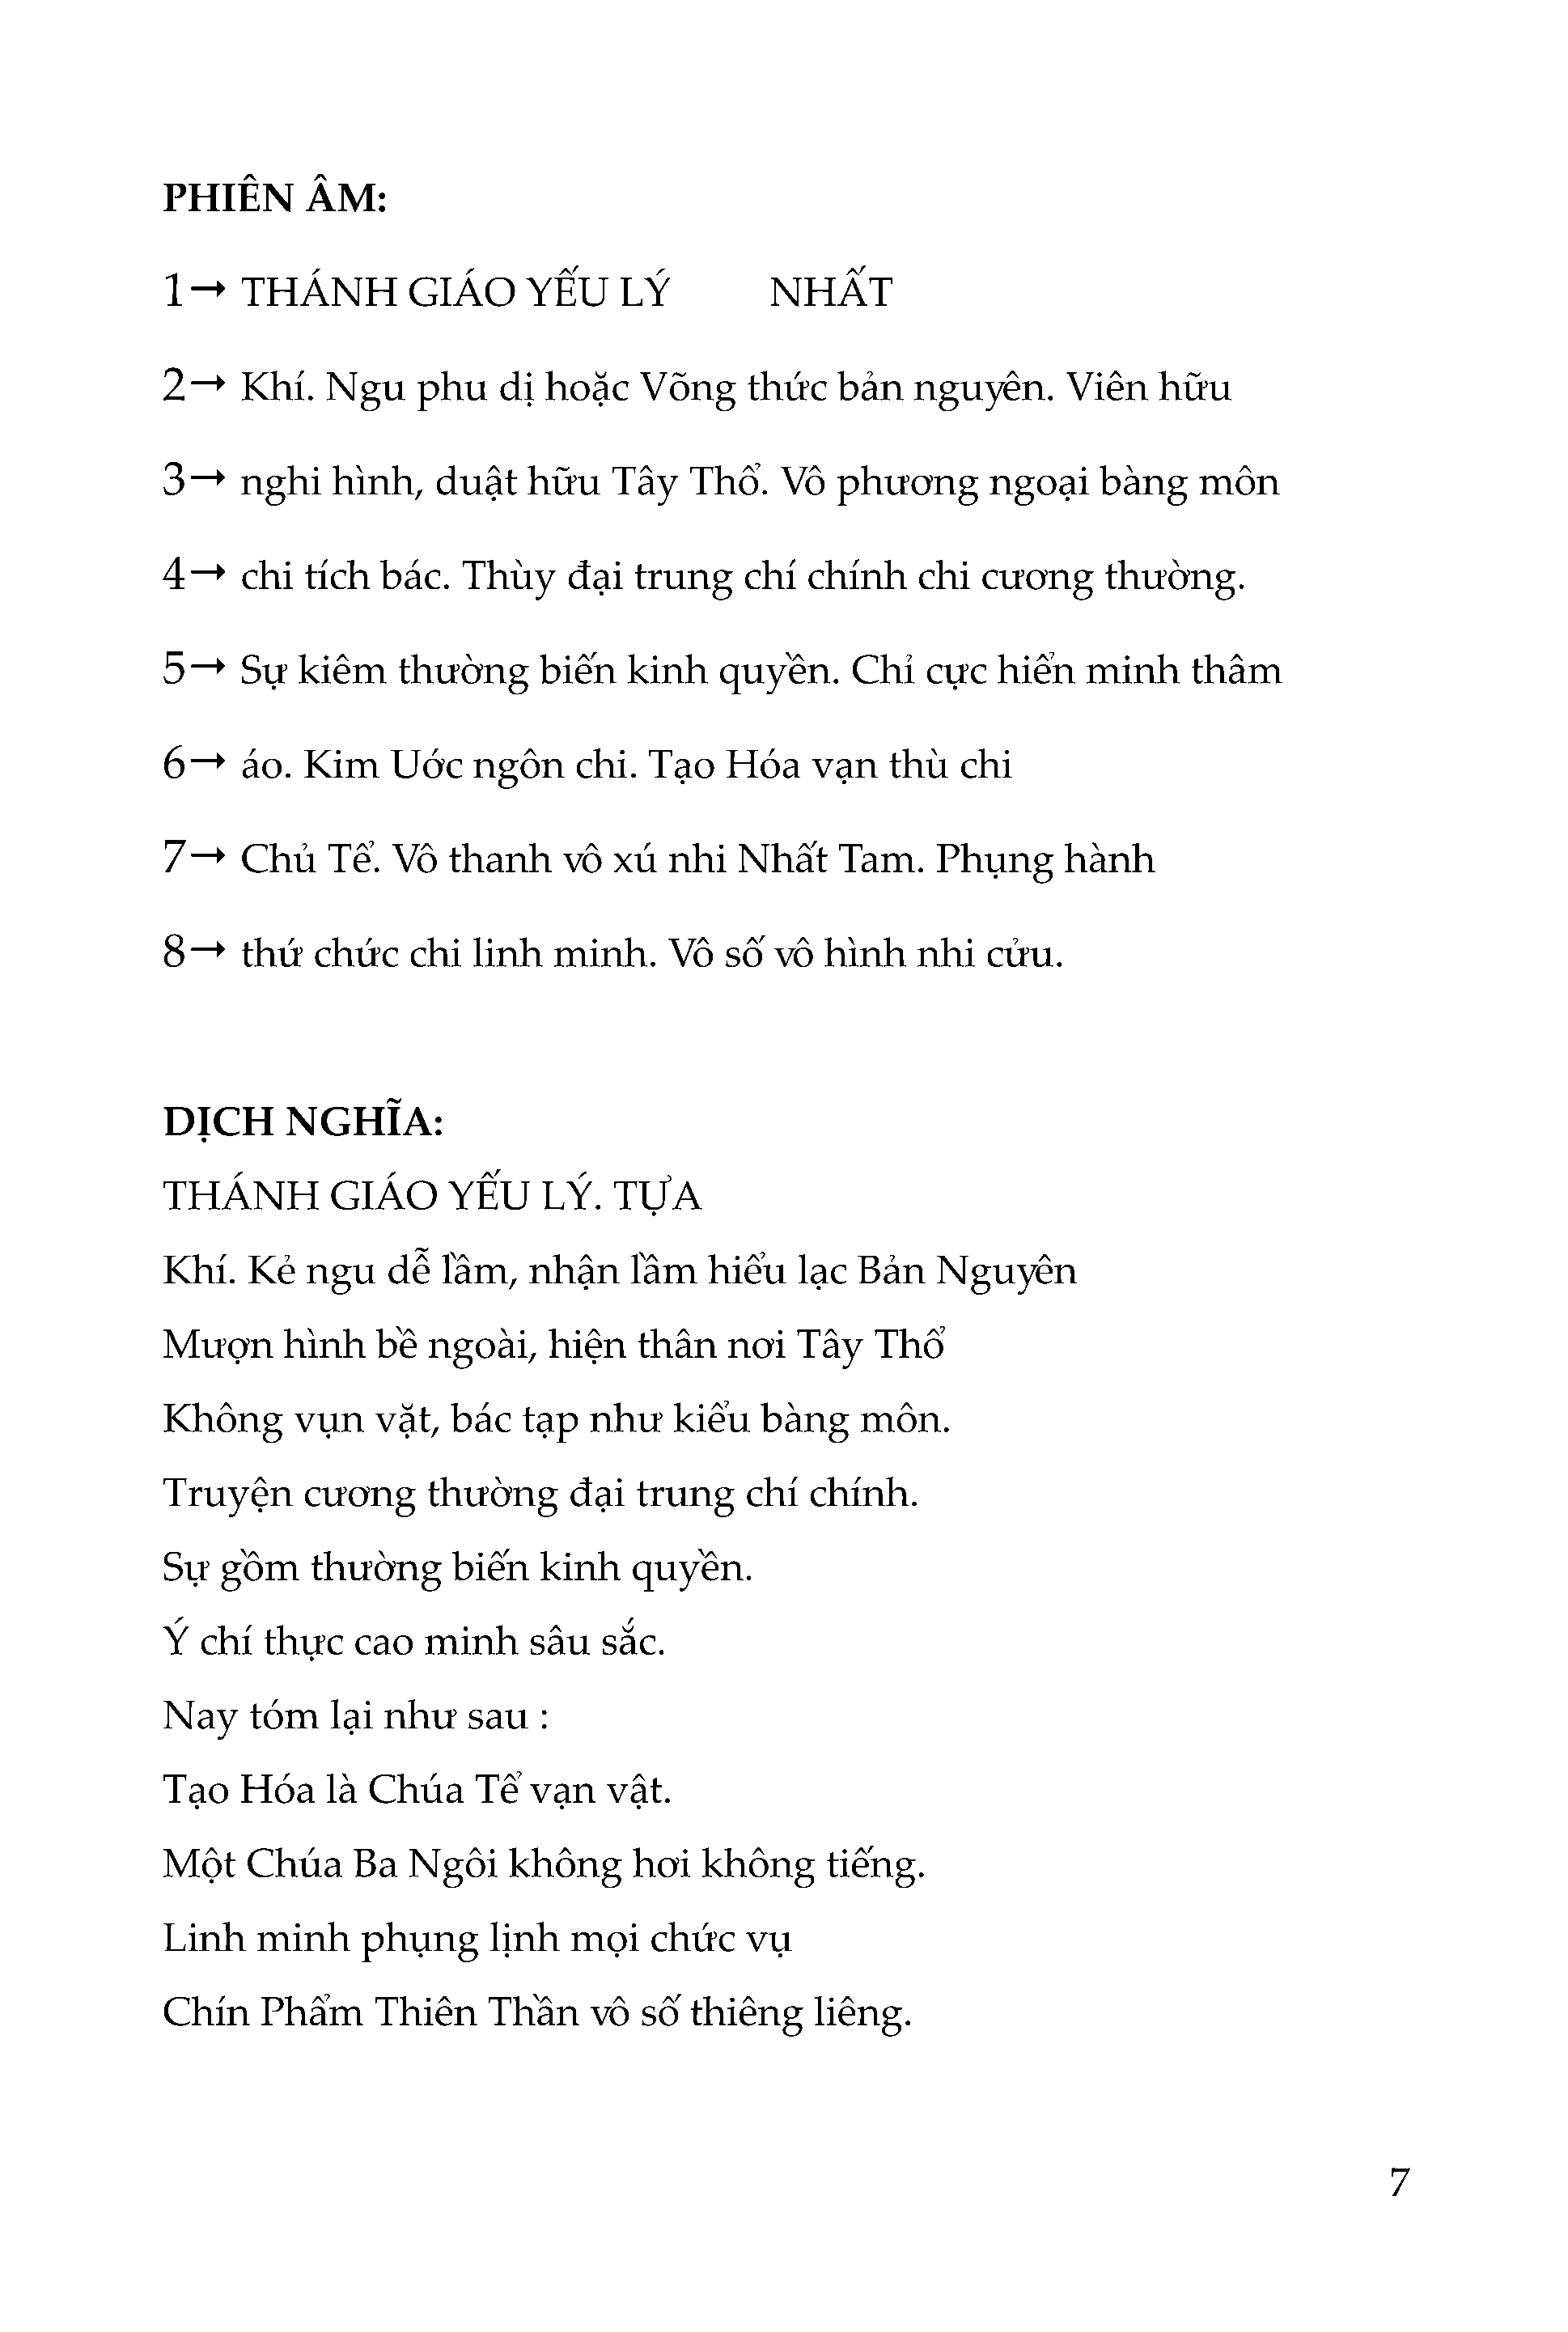 PHIÊN ÂM:
1→ THÁNH GIÁO YẾU LÝ NHẤT
2→ Khí. Ngu phu dị hoặc Võng thức bản nguyên. Viên hữu
3→ nghi hình, duật hữu Tây Thổ. Vô phương ngoại bàng môn
4→ chi tích bác. Thùy đại trung chí chính chi cương thường.
5→ Sự kiêm thường biến kinh quyền. Chỉ cực hiển minh thâm
6→ áo. Kim Ước ngôn chi. Tạo Hóa vạn thù chi
7→ Chủ Tể. Vô thanh vô xú nhi Nhất Tam. Phụng hành
8→ thứ chức chi linh minh. Vô số vô hình nhi cửu.
DỊCH NGHĨA:
THÁNH GIÁO YẾU LÝ. TỰA
Khí. Kẻ ngu dễ lầm, nhận lầm hiểu lạc Bản Nguyên
Mượn hình bề ngoài, hiện thân nơi Tây Thổ
Không vụn vặt, bác tạp như kiểu bàng môn.
Truyện cương thường đại trung chí chính.
Sự gồm thường biến kinh quyền.
Ý chí thực cao minh sâu sắc.
Nay tóm lại như sau :
Tạo Hóa là Chúa Tể vạn vật.
Một Chúa Ba Ngôi không hơi không tiếng.
Linh minh phụng lịnh mọi chức vụ
Chín Phẩm Thiên Thần vô số thiêng liêng.
7